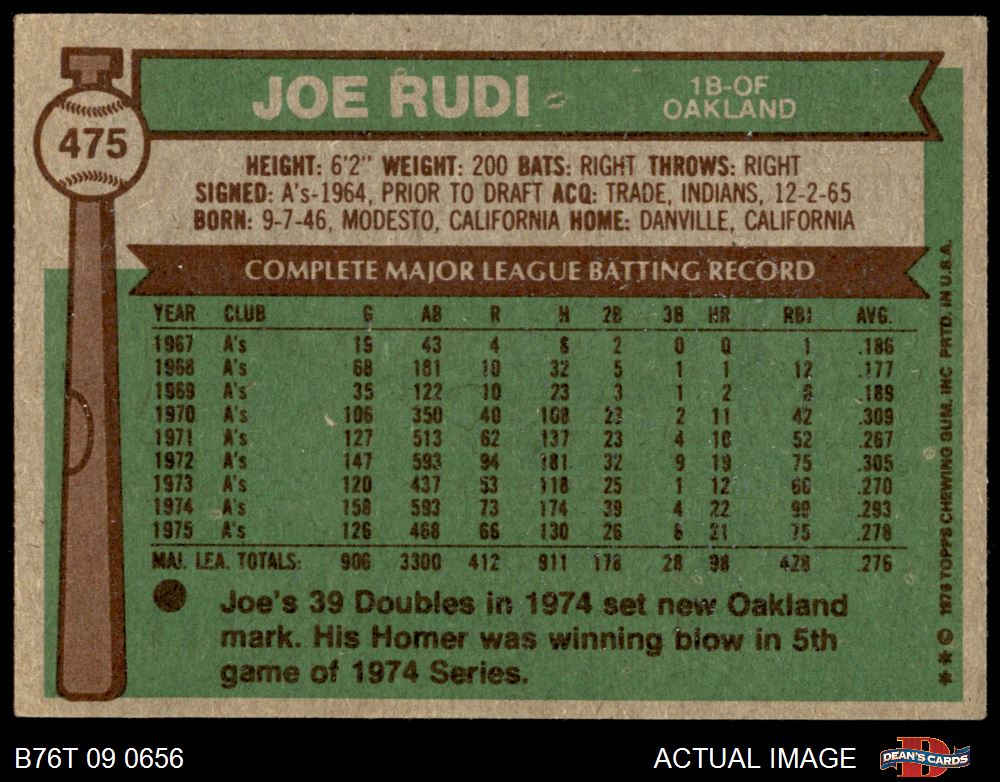 JOE RUDI
1B-OF
OAKLAND
475
HEIGHT: 6'2" WEIGHT: 200 BATS: RIGHT THROWS: RIGHT
SIGNED: A's-1964, PRIOR TO DRAFT ACQ: TRADE, INDIANS, 12-2-65
BORN: 9-7-46, MODESTO, CALIFORNIA HOME: DANVILLE, CALIFORNIA
COMPLETE MAJOR LEAGUE BATTING RECORD
YEAR CLUB G AB R H 2B 3B HR RBI AVG.
1967 A's 19 43 4 8 2 0 0 1 .186
1968 A's 68 181 10 32 5 1 1 12 .177
1969 A's 35 122 10 23 3 1 2 6 .189
1970 A's 106 350 40 108 23 2 11 42 .309
1971 A's 127 513 62 137 23 4 10 52 .267
1972 A's 147 593 94 181 32 9 19 75 .305
1973 A's 120 437 53 118 25 1 12 66 .270
1974 A's 158 593 73 174 39 4 22 99 .293
1975 A's 126 468 66 130 26 6 21 75 .278
MAJ. LEA. TOTALS: 906 3300 412 911 178 28 98 428 .276
Joe's 39 Doubles in 1974 set new Oakland
mark. His Homer was winning blow in 5th
game of 1974 Series.
** © 1976 TOPPS CHEWING GUM, INC PRTD. IN U.S.A.
B76T 09 0656
ACTUAL IMAGE
DEAN'S CARDS